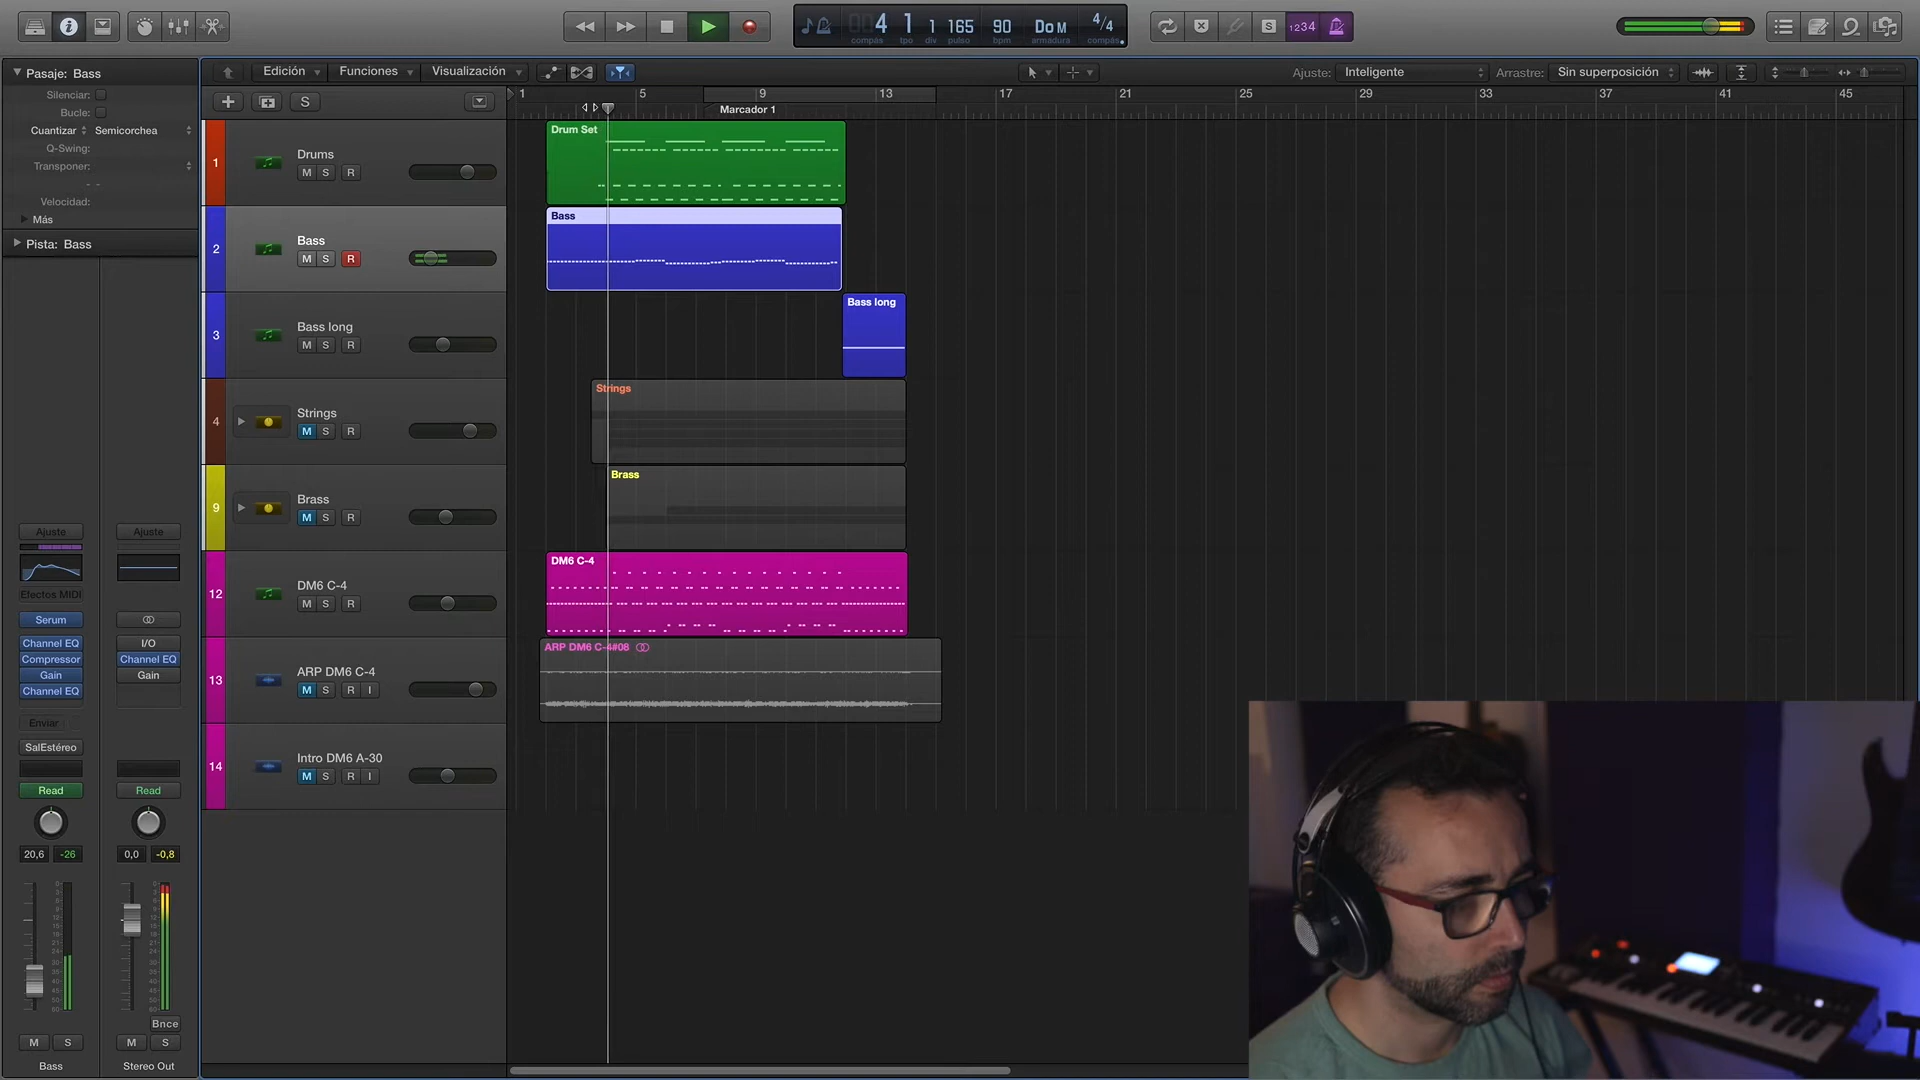 4 1 1 165 90 Do M 4/4
compás tpo div pulso bpm armadura compás
1234
S
Pasaje: Bass
Silenciar:
Bucle:
Cuantizar Semicorchea
Q-Swing:
Transponer:
- -
Velocidad:
Más
Pista: Bass
Edición Funciones Visualización
Ajuste: Inteligente Arrastre: Sin superposición
S
1 5 9 13 17 21 25 29 33 37 41 45
Marcador 1
1 Drums
M S R
Drum Set
2 Bass
M S R
Bass
3 Bass long
M S R
Bass long
4 Strings
M S R
Strings
9 Brass
M S R
Brass
12 DM6 C-4
M S R
DM6 C-4
13 ARP DM6 C-4
M S R I
ARP DM6 C-4#08
14 Intro DM6 A-30
M S R I
Ajuste Ajuste
Efectos MIDI
Serum
Channel EQ I/O
Compressor Channel EQ
Gain Gain
Channel EQ
Enviar
SalEstéreo
Read Read
20,6 -26 0,0 -0,8
Bnce
M S M S
Bass Stereo Out